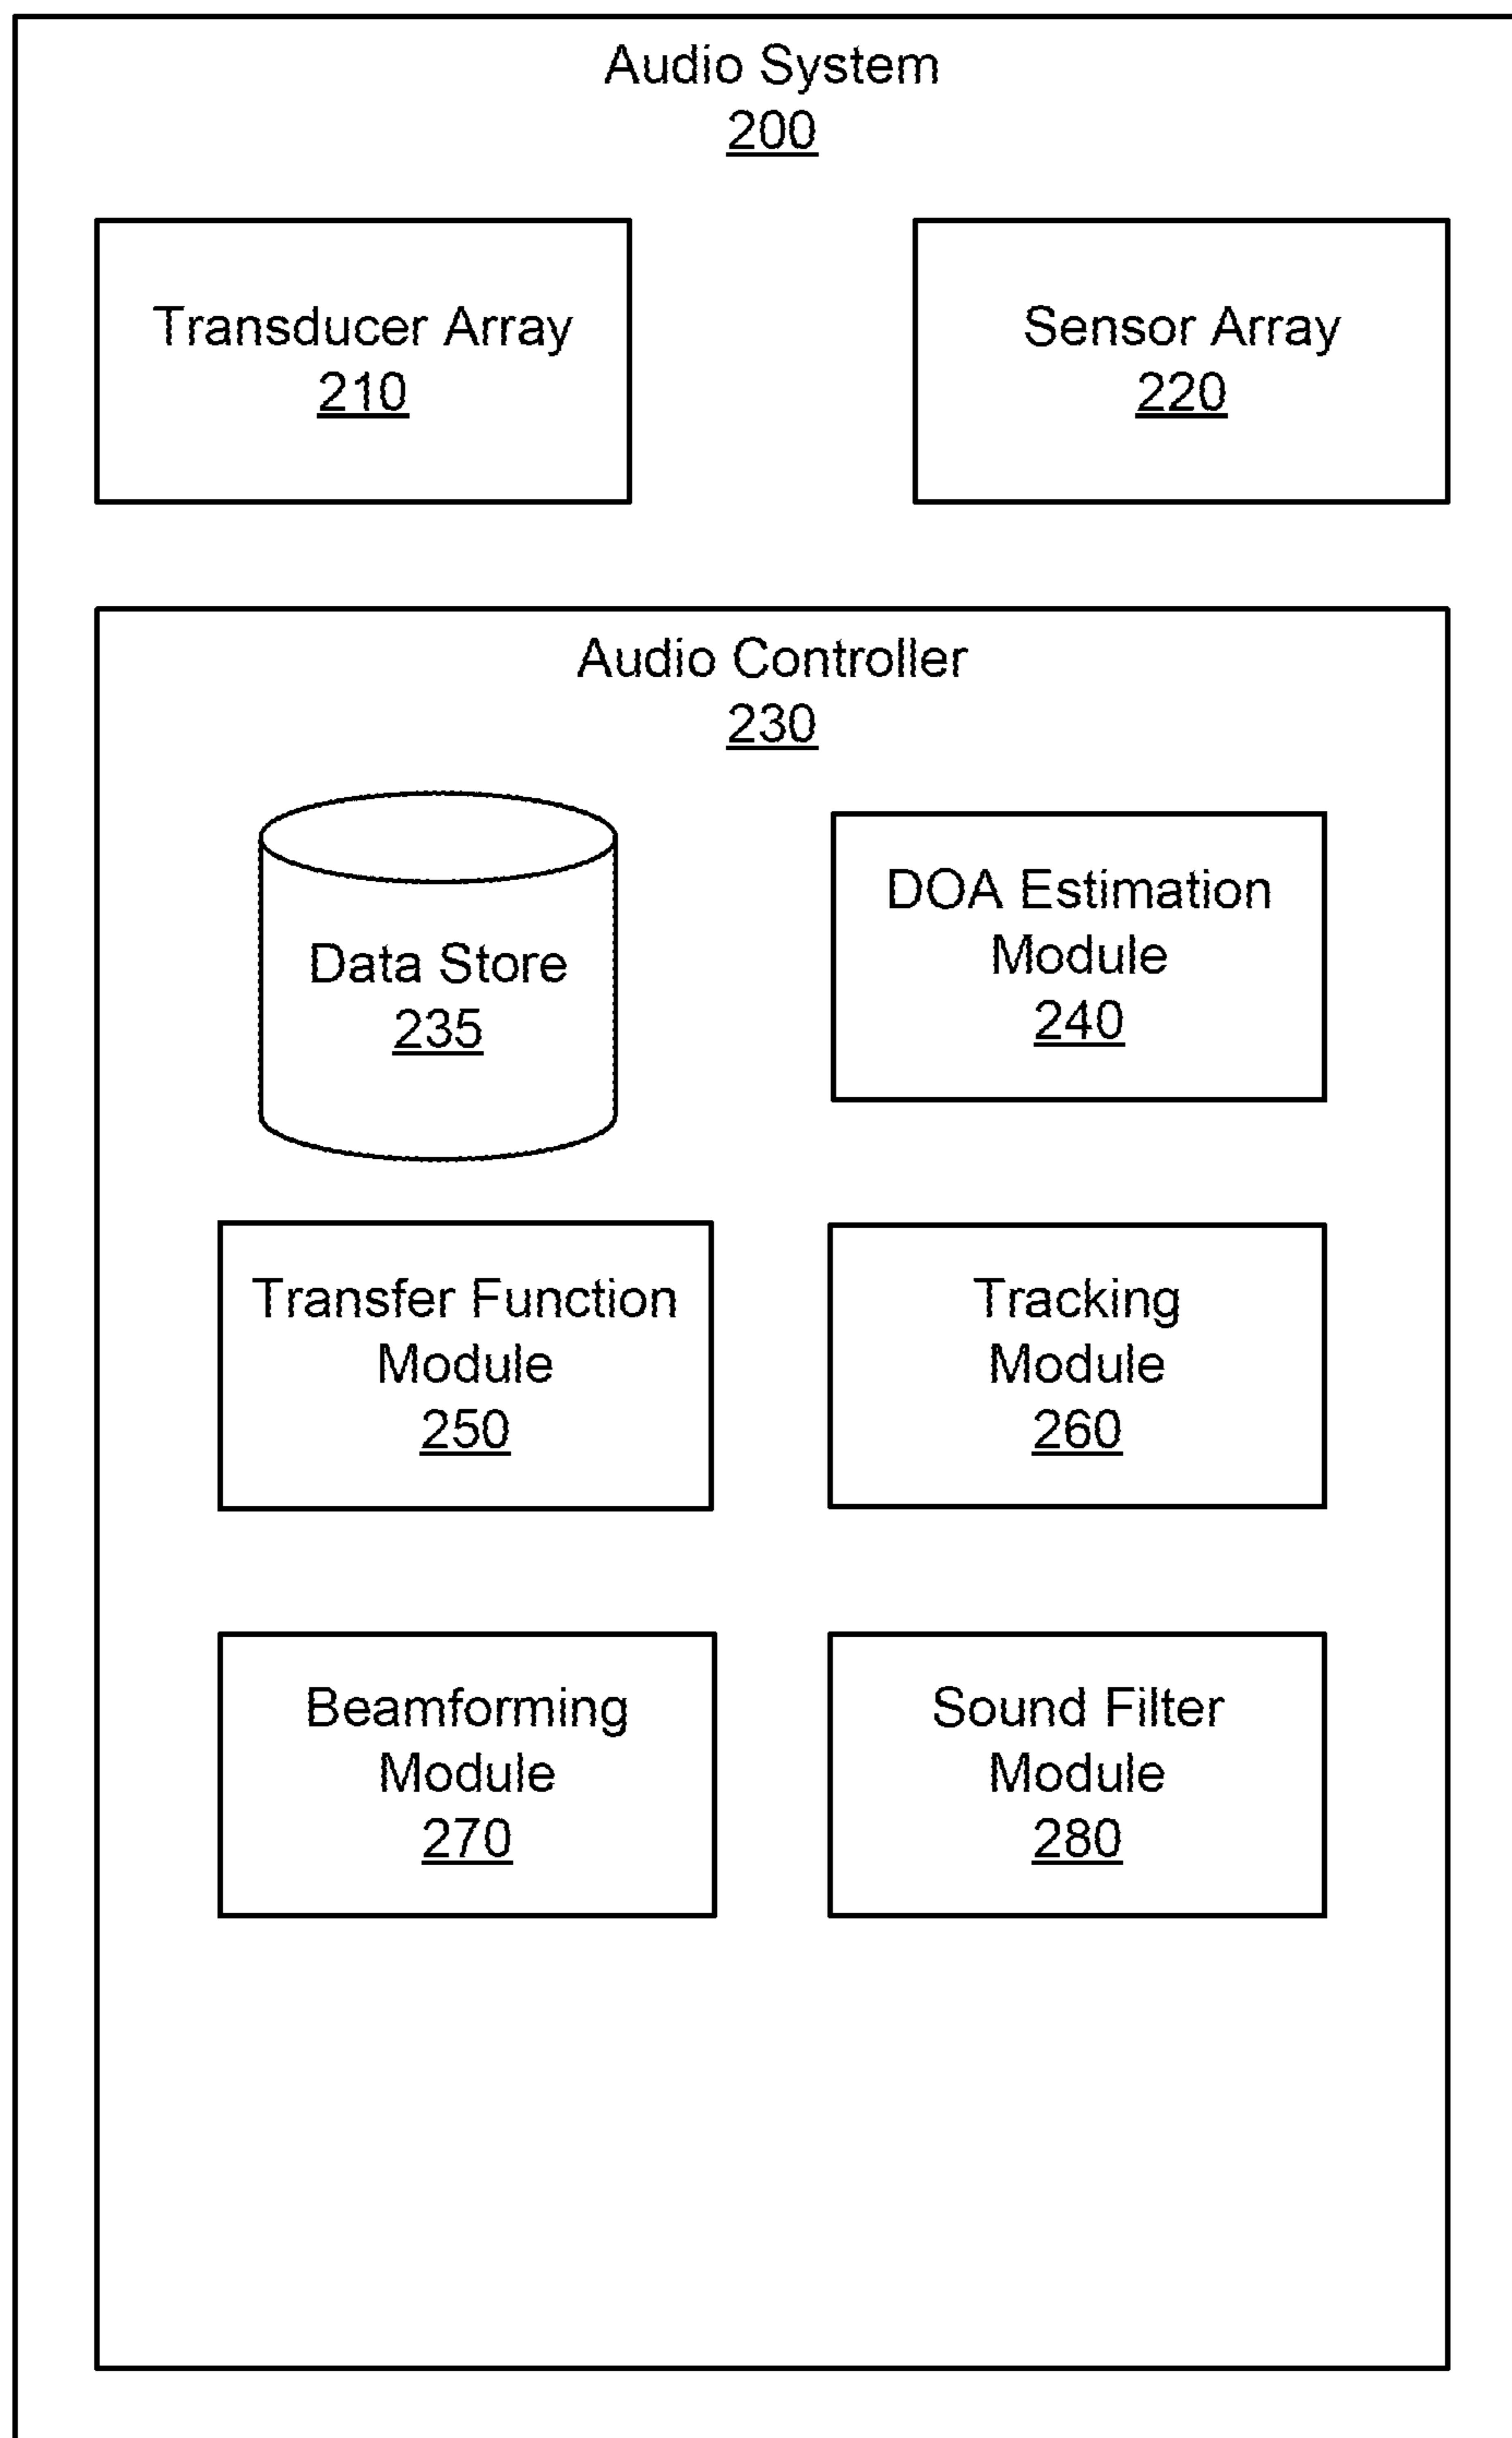 Audio System
200
Transducer Array
210
Sensor Array
220
Audio Controller
230
Data Store
235
DOA Estimation
Module
240
Transfer Function
Module
250
Tracking
Module
260
Beamforming
Module
270
Sound Filter
Module
280